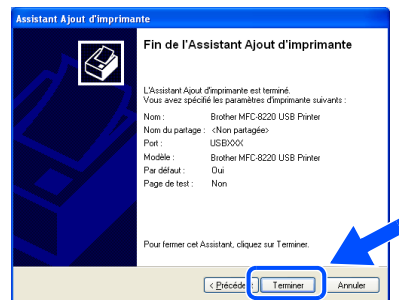 Assistant Ajout d'imprimante
Fin de l'Assistant Ajout d'imprimante
L'Assistant Ajout d'imprimante est terminé.
Vous avez spécifié les paramètres d'imprimante suivants :
Nom : Brother MFC-8220 USB Printer
Nom du partage : <Non partagée>
Port : USBXXX
Modèle : Brother MFC-8220 USB Printer
Par défaut : Oui
Page de test : Non
Pour fermer cet Assistant, cliquez sur Terminer.
< Précéde Terminer Annuler